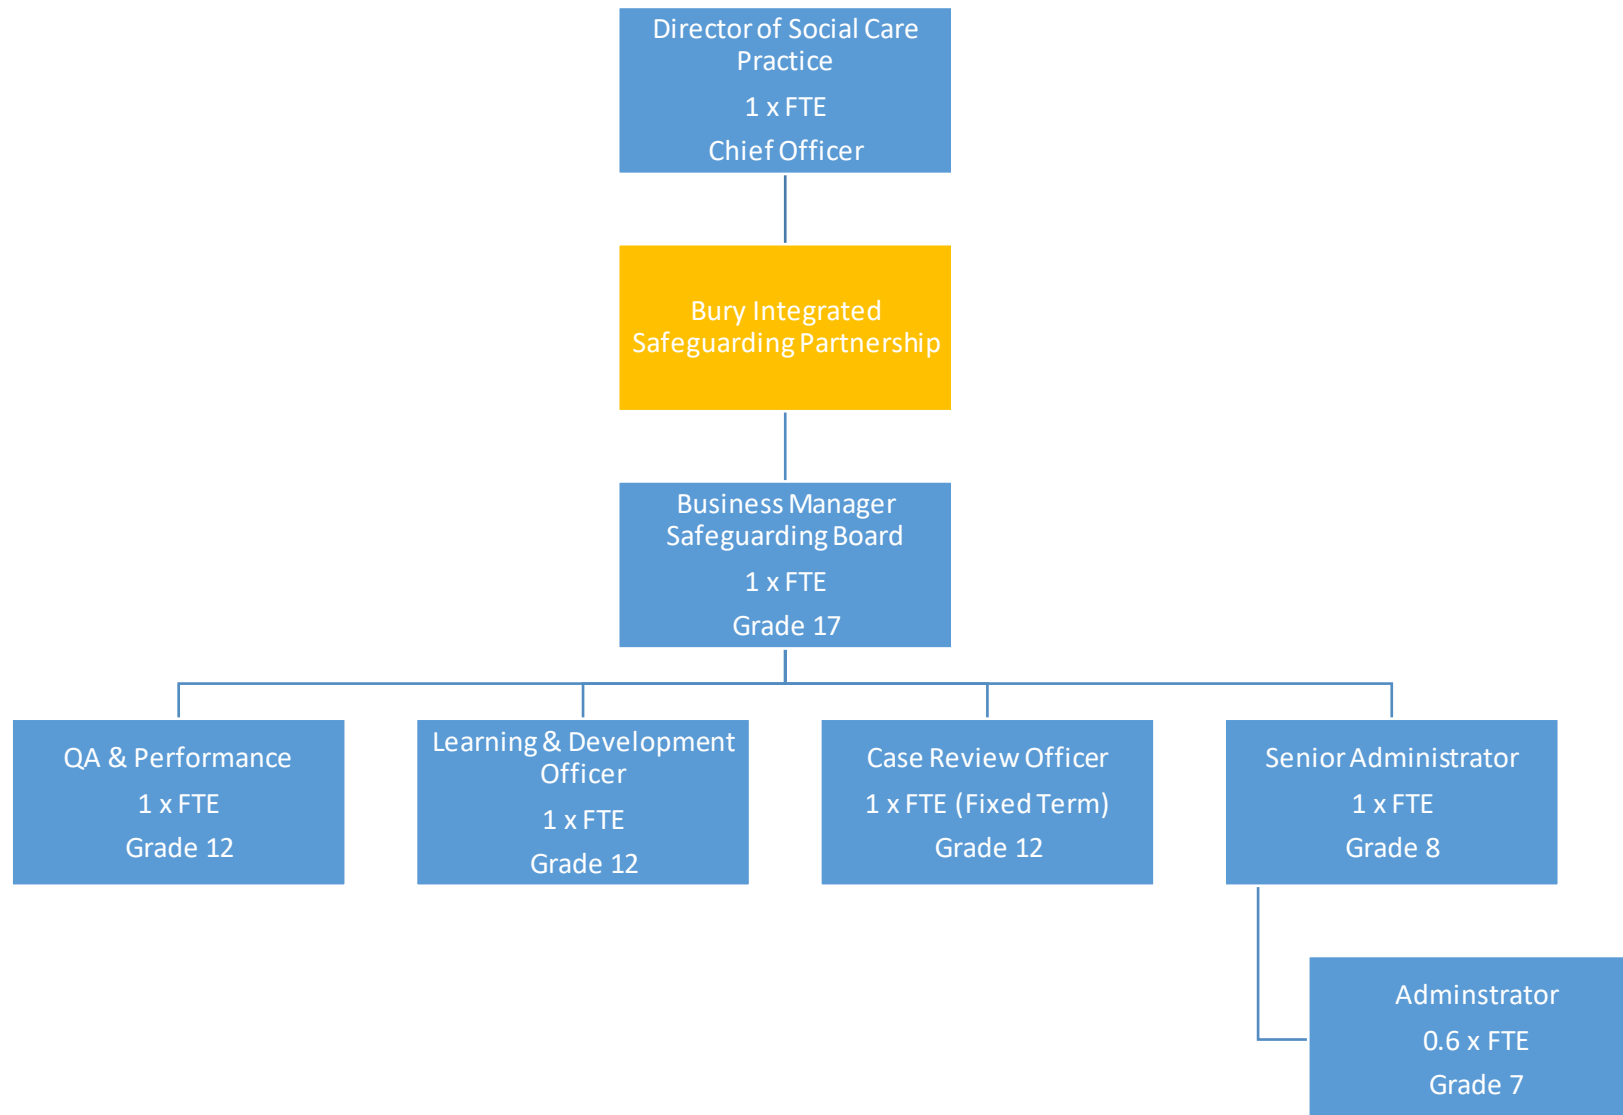 Director of Social Care
Practice
1 x FTE
Chief Officer
Bury Integrated
Safeguarding Partnership
Business Manager
Safeguarding Board
1 x FTE
Grade 17
QA & Performance
1 x FTE
Grade 12
Learning & Development
Officer
1 x FTE
Grade 12
Case Review Officer
1 x FTE (Fixed Term)
Grade 12
Senior Administrator
1 x FTE
Grade 8
Adminstrator
0.6 x FTE
Grade 7